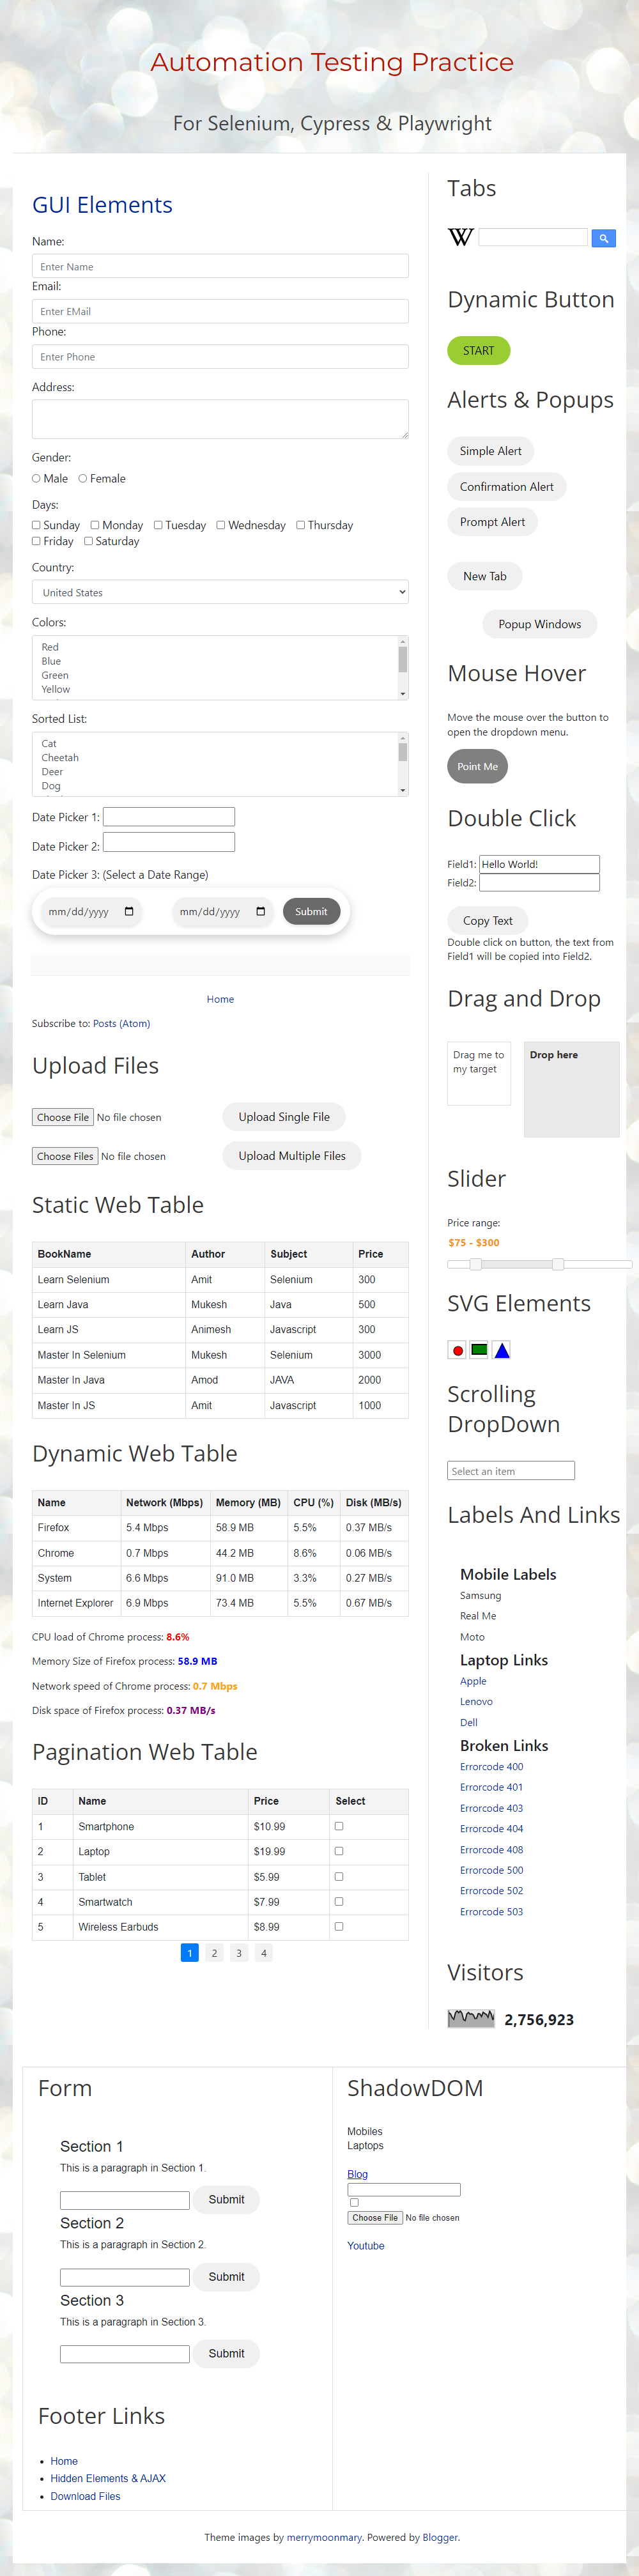 Automation Testing Practice
For Selenium, Cypress & Playwright
GUI Elements
Name:
Enter Name
Email:
Enter EMail
Phone:
Enter Phone
Address:
Gender:
Male Female
Days:
Sunday Monday Tuesday Wednesday Thursday
Friday Saturday
Country:
United States
Colors:
Red
Blue
Green
Yellow
Sorted List:
Cat
Cheetah
Deer
Dog
Date Picker 1:
Date Picker 2:
Date Picker 3: (Select a Date Range)
mm/dd/yyyy mm/dd/yyyy Submit
Home
Subscribe to: Posts (Atom)
Upload Files
Choose File No file chosen Upload Single File
Choose Files No file chosen Upload Multiple Files
Static Web Table
BookName Author Subject Price
Learn Selenium Amit Selenium 300
Learn Java Mukesh Java 500
Learn JS Animesh Javascript 300
Master In Selenium Mukesh Selenium 3000
Master In Java Amod JAVA 2000
Master In JS Amit Javascript 1000
Dynamic Web Table
Name Network (Mbps) Memory (MB) CPU (%) Disk (MB/s)
Firefox 5.4 Mbps 58.9 MB 5.5% 0.37 MB/s
Chrome 0.7 Mbps 44.2 MB 8.6% 0.06 MB/s
System 6.6 Mbps 91.0 MB 3.3% 0.27 MB/s
Internet Explorer 6.9 Mbps 73.4 MB 5.5% 0.67 MB/s
CPU load of Chrome process: 8.6%
Memory Size of Firefox process: 58.9 MB
Network speed of Chrome process: 0.7 Mbps
Disk space of Firefox process: 0.37 MB/s
Pagination Web Table
ID Name Price Select
1 Smartphone $10.99
2 Laptop $19.99
3 Tablet $5.99
4 Smartwatch $7.99
5 Wireless Earbuds $8.99
1 2 3 4
Tabs
W
Dynamic Button
START
Alerts & Popups
Simple Alert
Confirmation Alert
Prompt Alert
New Tab
Popup Windows
Mouse Hover
Move the mouse over the button to
open the dropdown menu.
Point Me
Double Click
Field1: Hello World!
Field2:
Copy Text
Double click on button, the text from
Field1 will be copied into Field2.
Drag and Drop
Drag me to
my target
Drop here
Slider
Price range:
$75 - $300
SVG Elements
Scrolling
DropDown
Select an item
Labels And Links
Mobile Labels
Samsung
Real Me
Moto
Laptop Links
Apple
Lenovo
Dell
Broken Links
Errorcode 400
Errorcode 401
Errorcode 403
Errorcode 404
Errorcode 408
Errorcode 500
Errorcode 502
Errorcode 503
Visitors
2,756,923
Form
Section 1
This is a paragraph in Section 1.
Submit
Section 2
This is a paragraph in Section 2.
Submit
Section 3
This is a paragraph in Section 3.
Submit
Footer Links
Home
Hidden Elements & AJAX
Download Files
ShadowDOM
Mobiles
Laptops
Blog
Choose File No file chosen
Youtube
Theme images by merrymoonmary. Powered by Blogger.